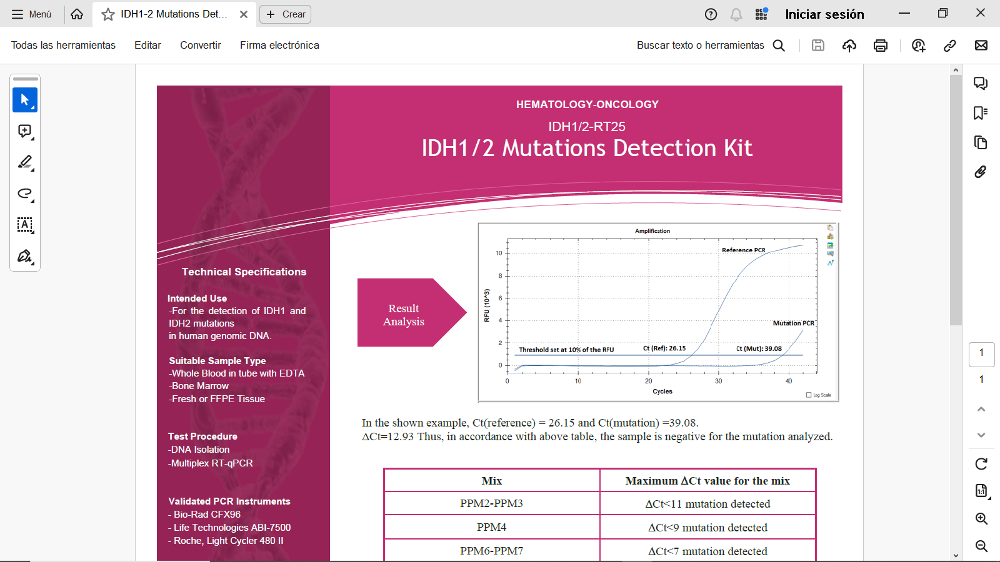 Menú
IDH1-2 Mutations Det...
Crear
Iniciar sesión
Todas las herramientas
Editar
Convertir
Firma electrónica
Buscar texto o herramientas
HEMATOLOGY-ONCOLOGY
IDH1/2-RT25
IDH1/2 Mutations Detection Kit
Technical Specifications
Intended Use
-For the detection of IDH1 and
IDH2 mutations
in human genomic DNA.
Suitable Sample Type
-Whole Blood in tube with EDTA
-Bone Marrow
-Fresh or FFPE Tissue
Test Procedure
-DNA Isolation
-Multiplex RT-qPCR
Validated PCR Instruments
- Bio-Rad CFX96
- Life Technologies ABI-7500
- Roche, Light Cycler 480 II
Result
Analysis
Amplification
Reference PCR
Mutation PCR
Threshold set at 10% of the RFU
Ct (Ref): 26.15
Ct (Mut): 39.08
RFU (10^3)
10
8
6
4
2
0
0 10 20 30 40
Cycles
Log Scale
In the shown example, Ct(reference) = 26.15 and Ct(mutation) =39.08.
ΔCt=12.93 Thus, in accordance with above table, the sample is negative for the mutation analyzed.
Mix Maximum ΔCt value for the mix
PPM2-PPM3 ΔCt<11 mutation detected
PPM4 ΔCt<9 mutation detected
PPM6-PPM7 ΔCt<7 mutation detected
1
1
1:1